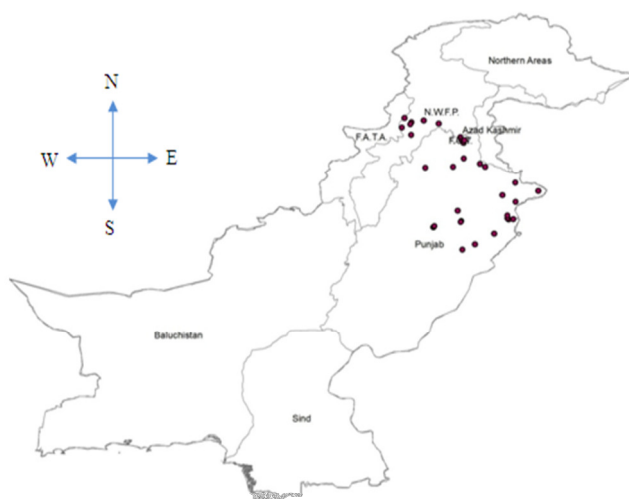 Northern Areas
N
N.W.F.P.
Azad Kashmir
F.A.T.A.
W
E
S
Punjab
Baluchistan
Sind